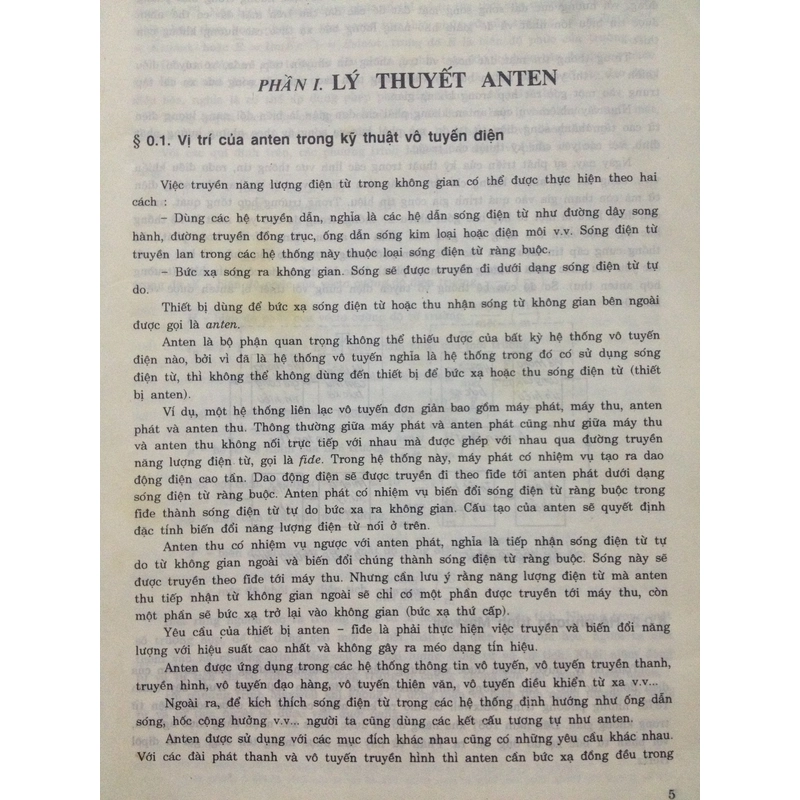 PHẦN I. LÝ THUYẾT ANTEN
§ 0.1. Vị trí của anten trong kỹ thuật vô tuyến điện
Việc truyền năng lượng điện từ trong không gian có thể được thực hiện theo hai
cách :
– Dùng các hệ truyền dẫn, nghĩa là các hệ dẫn sóng điện từ như đường dây song
hành, đường truyền đồng trục, ống dẫn sóng kim loại hoặc điện môi v.v. Sóng điện từ
truyền lan trong các hệ thống này thuộc loại sóng điện từ ràng buộc.
– Bức xạ sóng ra không gian. Sóng sẽ được truyền đi dưới dạng sóng điện từ tự
do.
Thiết bị dùng để bức xạ sóng điện từ hoặc thu nhận sóng từ không gian bên ngoài
được gọi là anten.
Anten là bộ phận quan trọng không thể thiếu được của bất kỳ hệ thống vô tuyến
điện nào, bởi vì đã là hệ thống vô tuyến nghĩa là hệ thống trong đó có sử dụng sóng
điện từ, thì không thể không dùng đến thiết bị để bức xạ hoặc thu sóng điện từ (thiết
bị anten).
Ví dụ, một hệ thống liên lạc vô tuyến đơn giản bao gồm máy phát, máy thu, anten
phát và anten thu. Thông thường giữa máy phát và anten phát cũng như giữa máy thu
và anten thu không nối trực tiếp với nhau mà được ghép với nhau qua đường truyền
năng lượng điện từ, gọi là fide. Trong hệ thống này, máy phát có nhiệm vụ tạo ra dao
động điện cao tần. Dao động điện sẽ được truyền đi theo fide tới anten phát dưới dạng
sóng điện từ ràng buộc. Anten phát có nhiệm vụ biến đổi sóng điện từ ràng buộc trong
fide thành sóng điện từ tự do bức xa ra không gian. Cấu tạo của anten sẽ quyết định
đặc tính biến đổi năng lượng điện từ nói ở trên.
Anten thu có nhiệm vụ ngược với anten phát, nghĩa là tiếp nhận sóng điện từ tự
do từ không gian ngoài và biến đổi chúng thành sóng điện từ ràng buộc. Sóng này sẽ
được truyền theo fide tới máy thu. Nhưng cần lưu ý rằng năng lượng điện từ mà anten
thu tiếp nhận từ không gian ngoài sẽ chỉ có một phần được truyền tới máy thu, còn
một phần sẽ bức xạ trở lại vào không gian (bức xạ thứ cấp).
Yêu cầu của thiết bị anten – fide là phải thực hiện việc truyền và biến đổi năng
lượng với hiệu suất cao nhất và không gây ra méo dạng tín hiệu.
Anten được ứng dụng trong các hệ thống thông tin vô tuyến, vô tuyến truyền thanh,
truyền hình, vô tuyến đạo hàng, vô tuyến thiên văn, vô tuyến điều khiển từ xa v.v...
Ngoài ra, để kích thích sóng điện từ trong các hệ thống định hướng như ống dẫn
sóng, hốc cộng hưởng v.v... người ta cũng dùng các kết cấu tương tự như anten.
Anten được sử dụng với các mục đích khác nhau cũng có những yêu cầu khác nhau.
Với các đài phát thanh và vô tuyến truyền hình thì anten cần bức xạ đồng đều trong
5